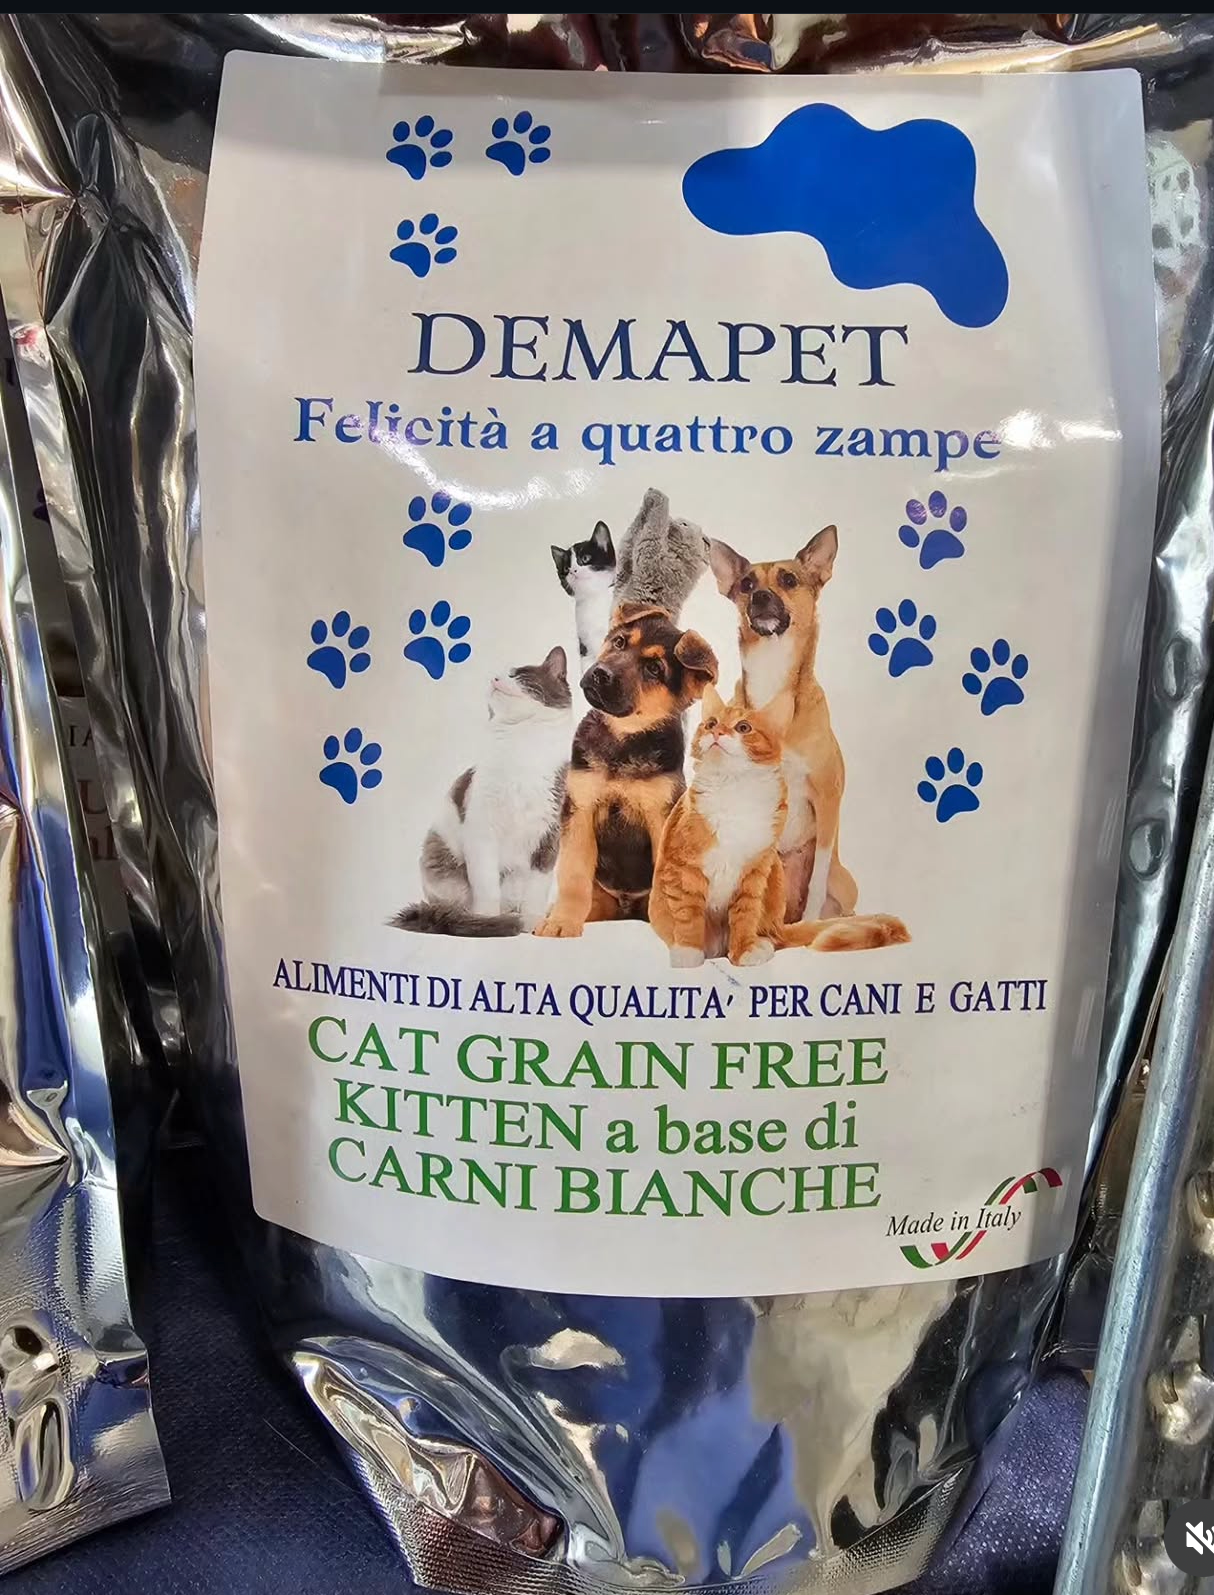 DEMAPET
Felicità a quattro zampe
ALIMENTI DI ALTA QUALITA' PER CANI E GATTI
CAT GRAIN FREE
KITTEN a base di
CARNI BIANCHE
Made in Italy